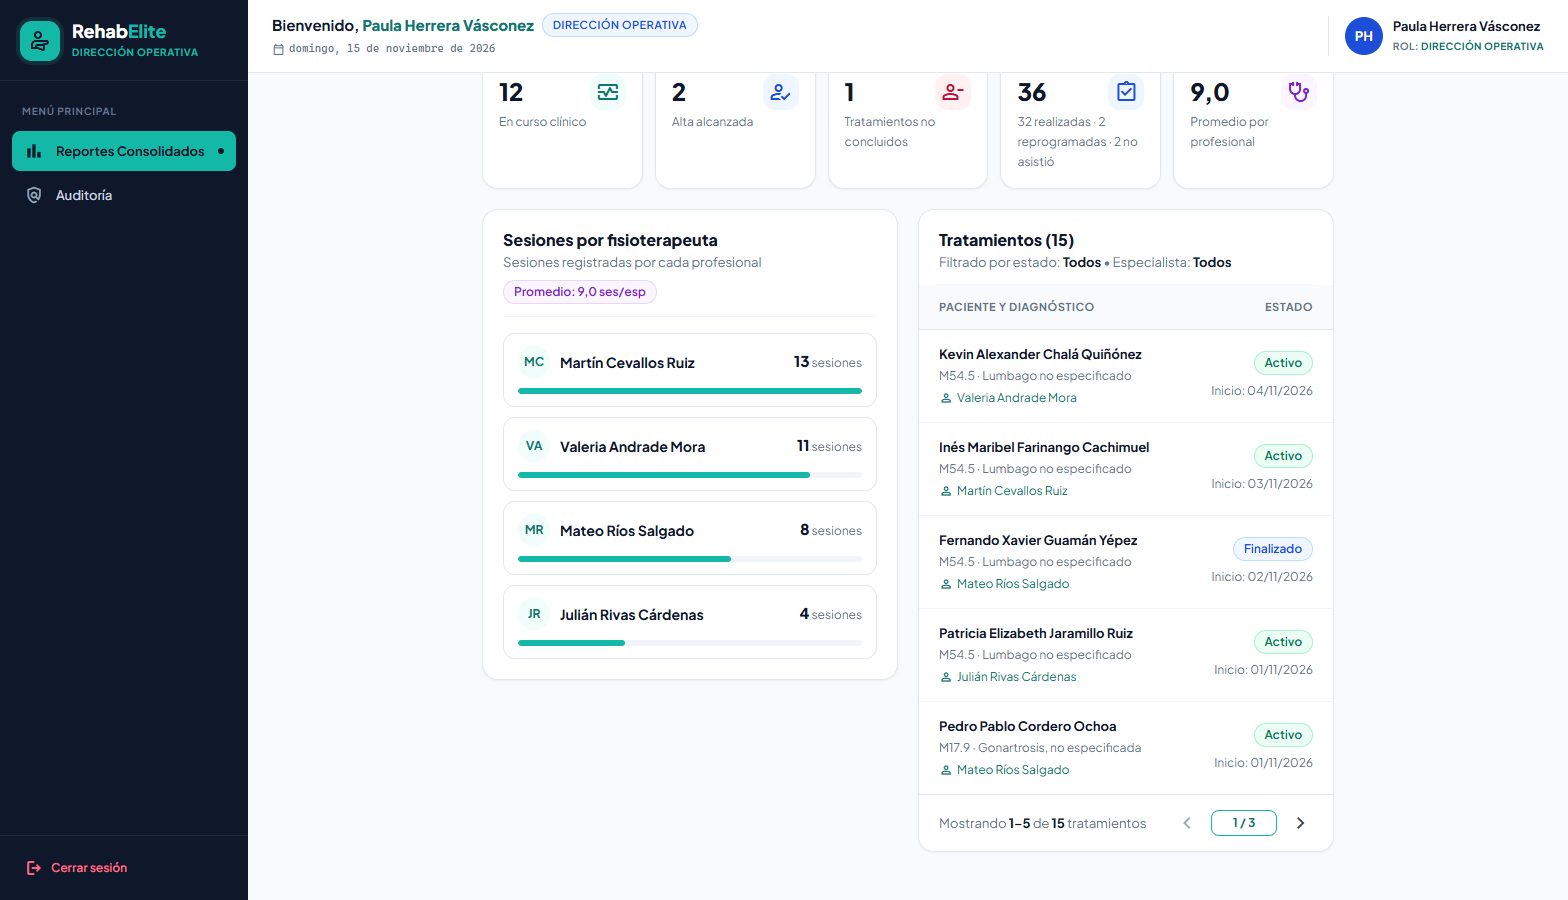 RehabElite
DIRECCIÓN OPERATIVA
MENÚ PRINCIPAL
Reportes Consolidados
Auditoría
Cerrar sesión
Bienvenido, Paula Herrera Vásconez
DIRECCIÓN OPERATIVA
domingo, 15 de noviembre de 2026
PH
Paula Herrera Vásconez
ROL: DIRECCIÓN OPERATIVA
12
En curso clínico
2
Alta alcanzada
1
Tratamientos no
concluidos
36
32 realizadas · 2
reprogramadas · 2 no
asistió
9,0
Promedio por
profesional
Sesiones por fisioterapeuta
Sesiones registradas por cada profesional
Promedio: 9,0 ses/esp
MC
Martín Cevallos Ruiz
13 sesiones
VA
Valeria Andrade Mora
11 sesiones
MR
Mateo Ríos Salgado
8 sesiones
JR
Julián Rivas Cárdenas
4 sesiones
Tratamientos (15)
Filtrado por estado: Todos • Especialista: Todos
PACIENTE Y DIAGNÓSTICO
ESTADO
Kevin Alexander Chalá Quiñónez
M54.5 · Lumbago no especificado
Valeria Andrade Mora
Activo
Inicio: 04/11/2026
Inés Maribel Farinango Cachimuel
M54.5 · Lumbago no especificado
Martín Cevallos Ruiz
Activo
Inicio: 03/11/2026
Fernando Xavier Guamán Yépez
M54.5 · Lumbago no especificado
Mateo Ríos Salgado
Finalizado
Inicio: 02/11/2026
Patricia Elizabeth Jaramillo Ruiz
M54.5 · Lumbago no especificado
Julián Rivas Cárdenas
Activo
Inicio: 01/11/2026
Pedro Pablo Cordero Ochoa
M17.9 · Gonartrosis, no especificada
Mateo Ríos Salgado
Activo
Inicio: 01/11/2026
Mostrando 1–5 de 15 tratamientos
1 / 3